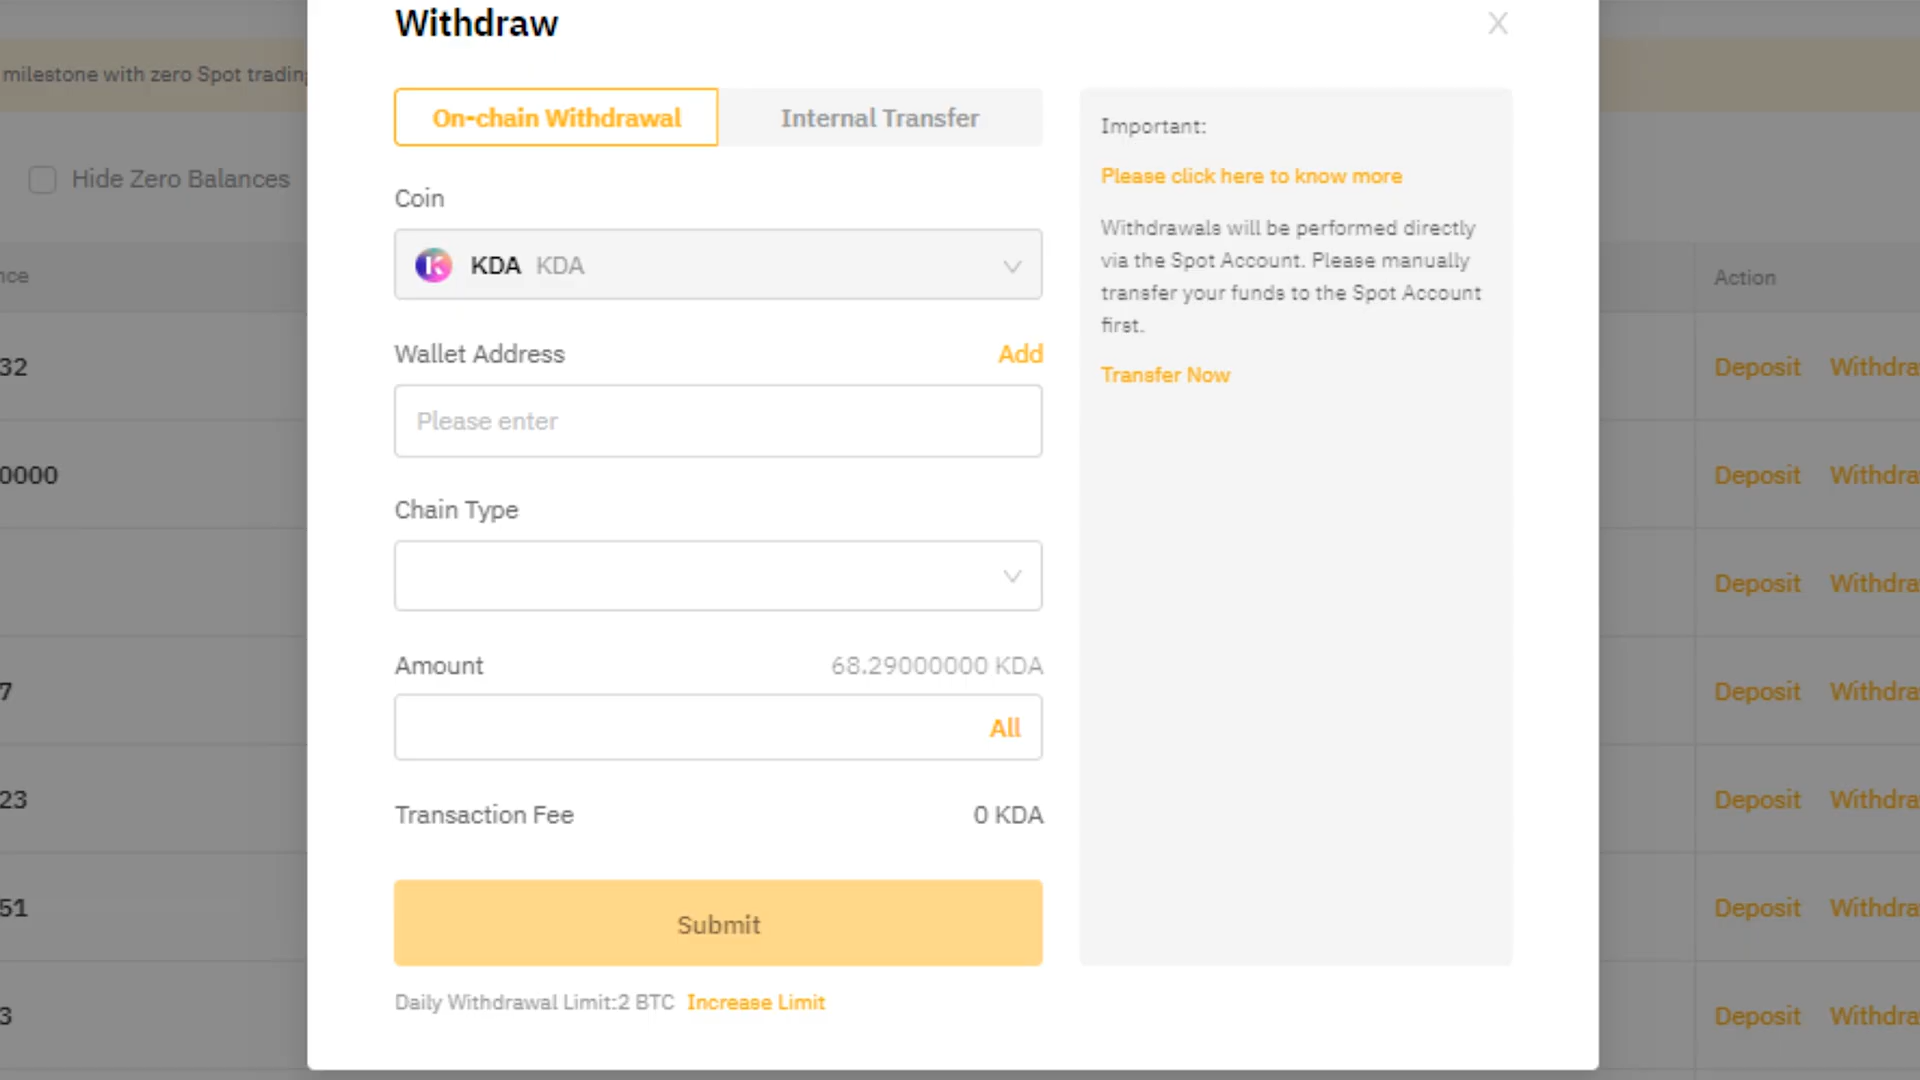 Withdraw
X
milestone with zero Spot trading
On-chain Withdrawal
Internal Transfer
Important:
Please click here to know more
Hide Zero Balances
Coin
Withdrawals will be performed directly
via the Spot Account. Please manually
transfer your funds to the Spot Account
first.
KDA KDA
Action
Wallet Address
Add
Transfer Now
32
Deposit Withdra
Please enter
0000
Deposit Withdra
Chain Type
Deposit Withdra
Amount
68.29000000 KDA
7
Deposit Withdra
All
23
Deposit Withdra
Transaction Fee
0 KDA
51
Deposit Withdra
Submit
Daily Withdrawal Limit:2 BTC Increase Limit
3
Deposit Withdra